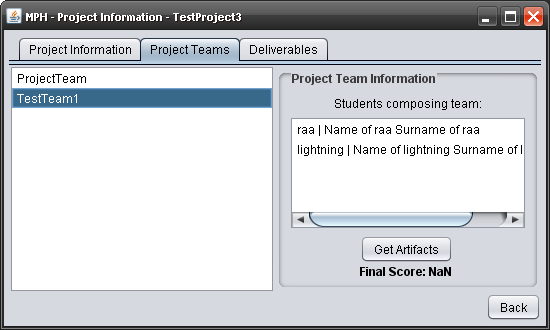 MPH - Project Information - TestProject3
Project Information Project Teams Deliverables
ProjectTeam
TestTeam1
Project Team Information
Students composing team:
raa | Name of raa Surname of raa
lightning | Name of lightning Surname of l
Get Artifacts
Final Score: NaN
Back